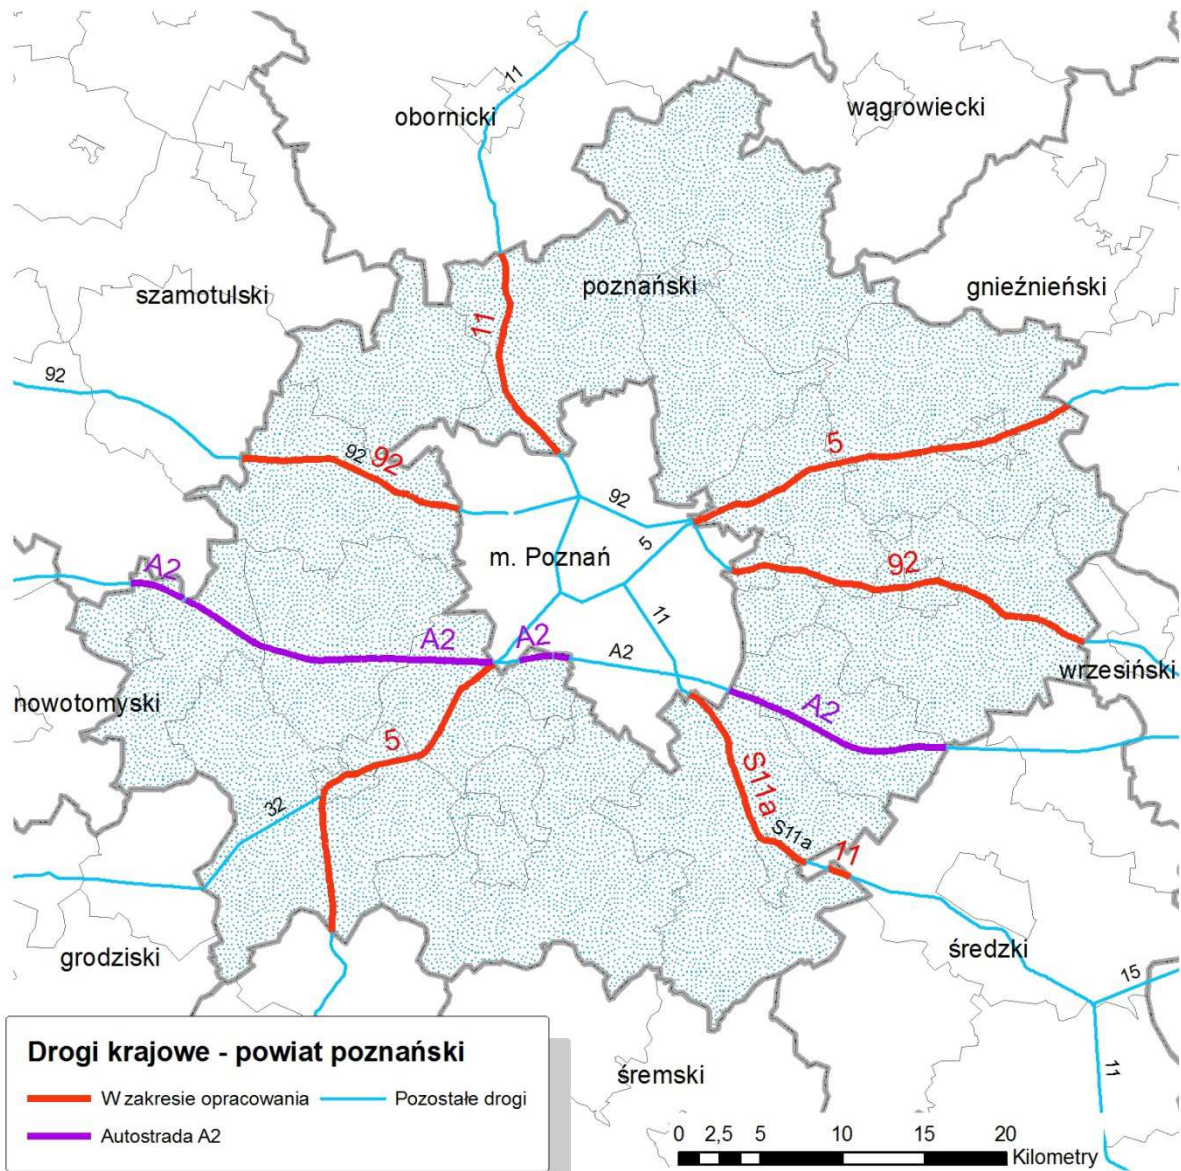 11
obornicki
wągrowiecki
szamotulski
poznański
gnieźnieński
11
92
92
92
5
92
m. Poznań
5
92
A2
11
A2
A2
A2
wrzesiński
nowotomyski
A2
5
S11a
32
S11a
11
grodziski
średzki
15
11
śremski
Drogi krajowe - powiat poznański
W zakresie opracowania
Pozostałe drogi
Autostrada A2
0 2,5 5 10 15 20
Kilometry